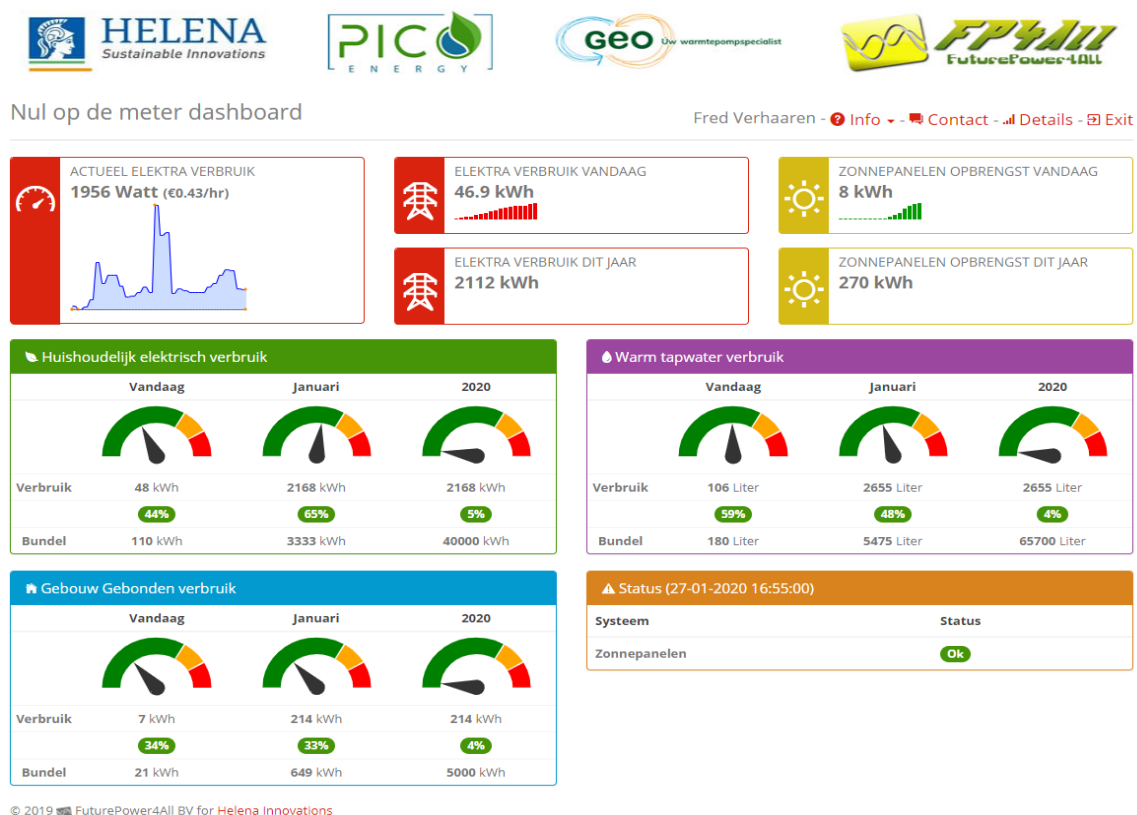 HELENA
Sustainable Innovations
PICO
ENERGY
GEO Uw warmtepompspecialist
FP4All
FuturePower4ALL
Nul op de meter dashboard
Fred Verhaaren - Info - Contact - Details - Exit
ACTUEEL ELEKTRA VERBRUIK
1956 Watt (€0.43/hr)
ELEKTRA VERBRUIK VANDAAG
46.9 kWh
ZONNEPANELEN OPBRENGST VANDAAG
8 kWh
ELEKTRA VERBRUIK DIT JAAR
2112 kWh
ZONNEPANELEN OPBRENGST DIT JAAR
270 kWh
Huishoudelijk elektrisch verbruik
Vandaag Januari 2020
Verbruik 48 kWh 2168 kWh 2168 kWh
44% 65% 5%
Bundel 110 kWh 3333 kWh 40000 kWh
Warm tapwater verbruik
Vandaag Januari 2020
Verbruik 106 Liter 2655 Liter 2655 Liter
59% 48% 4%
Bundel 180 Liter 5475 Liter 65700 Liter
Gebouw Gebonden verbruik
Vandaag Januari 2020
Verbruik 7 kWh 214 kWh 214 kWh
34% 33% 4%
Bundel 21 kWh 649 kWh 5000 kWh
Status (27-01-2020 16:55:00)
Systeem Status
Zonnepanelen Ok
© 2019 FuturePower4All BV for Helena Innovations